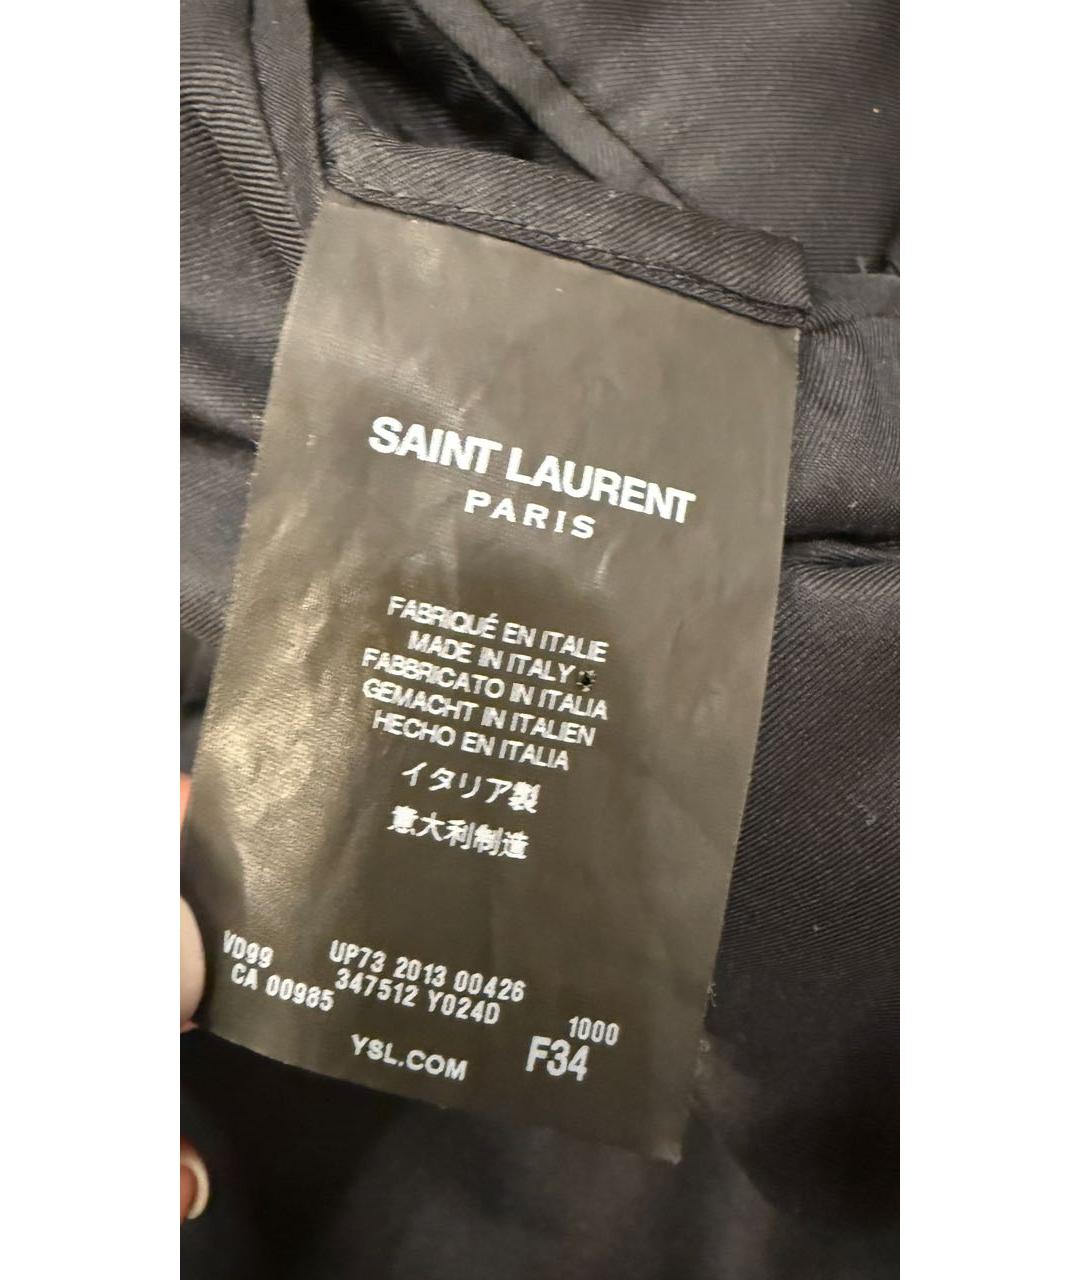 SAINT LAURENT
PARIS
FABRIQUÉ EN ITALIE
MADE IN ITALY
FABBRICATO IN ITALIA
GEMACHT IN ITALIEN
HECHO EN ITALIA
イタリア製
意大利制造
VD99 UP73 2013 00426
CA 00985 347512 Y024D 1000
YSL.COM F34